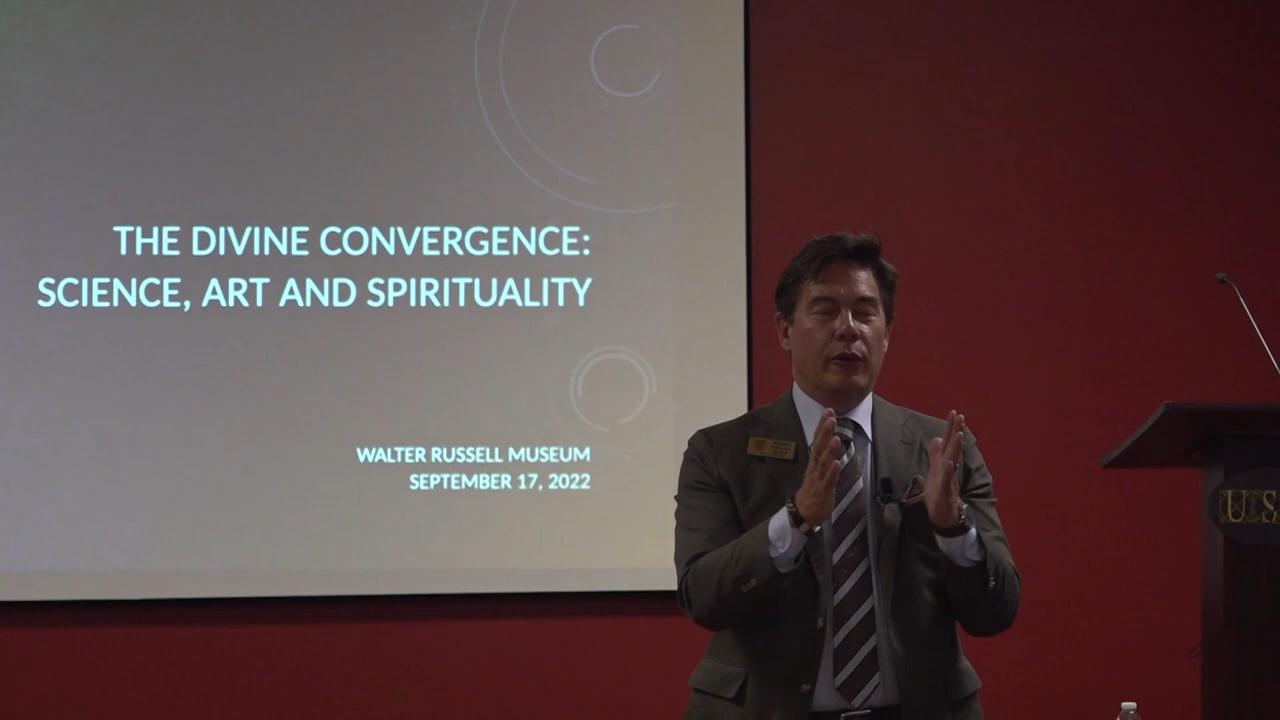 THE DIVINE CONVERGENCE:
SCIENCE, ART AND SPIRITUALITY
WALTER RUSSELL MUSEUM
SEPTEMBER 17, 2022